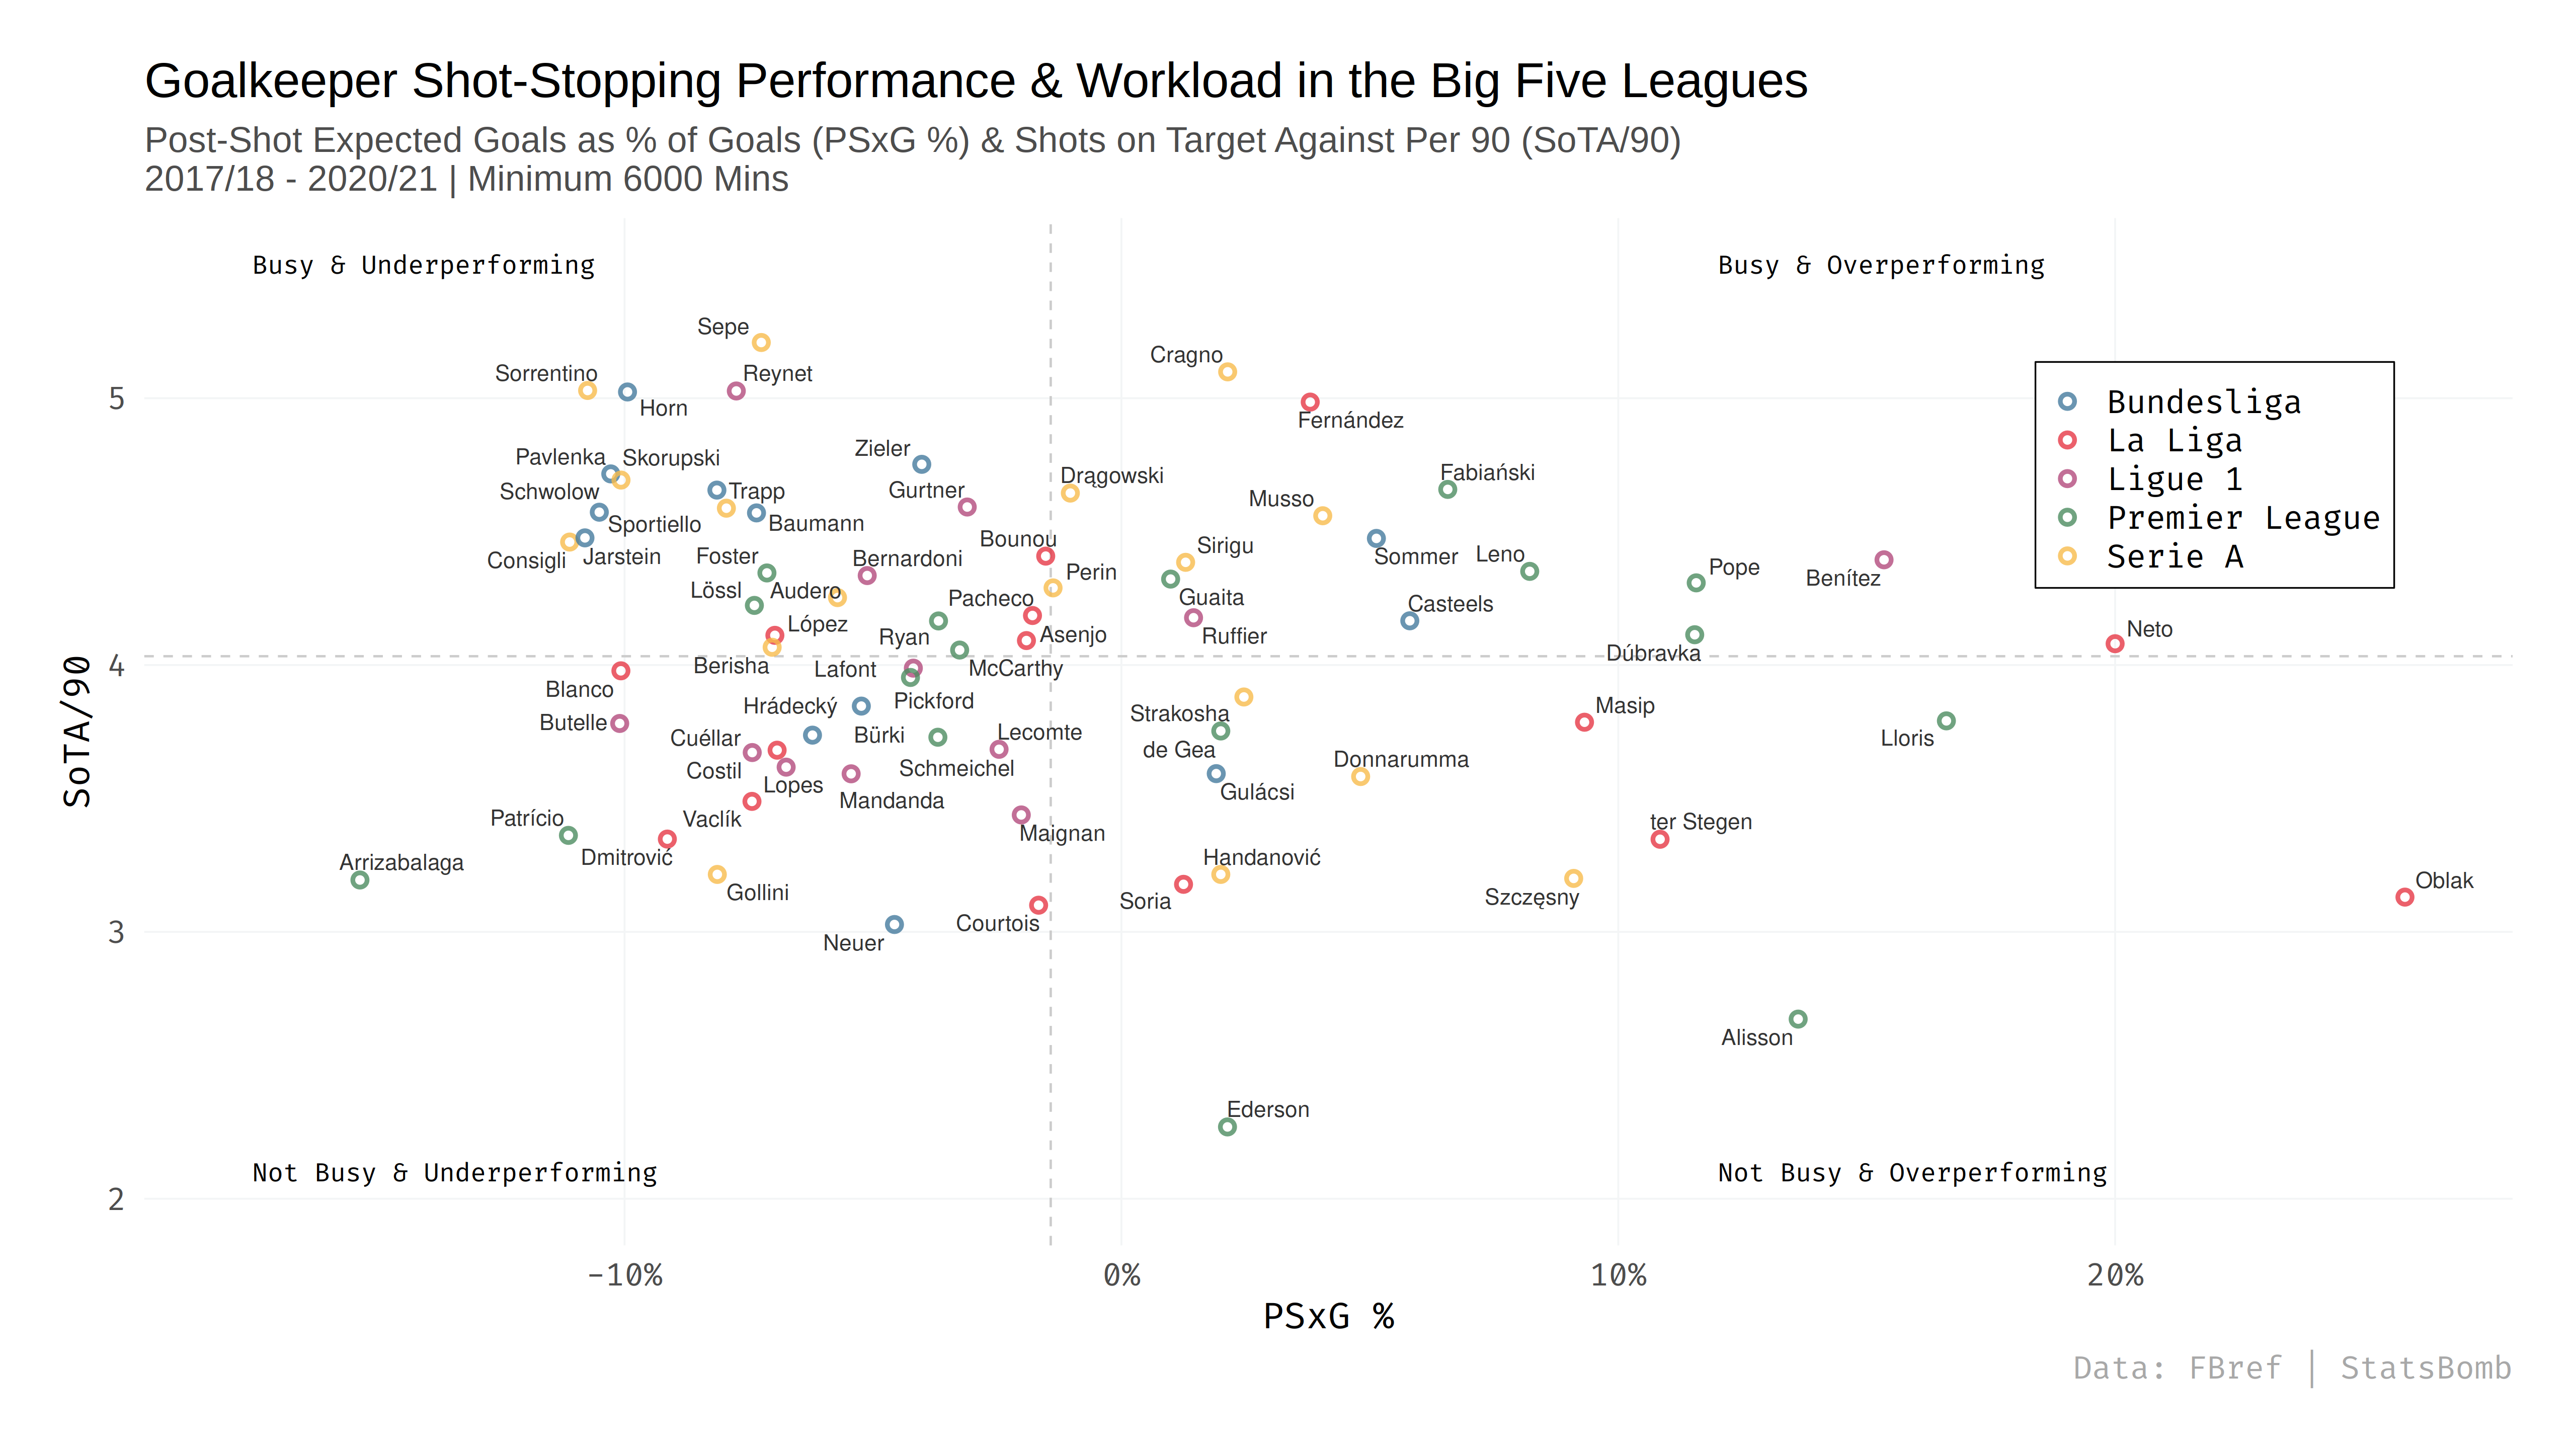 Goalkeeper Shot-Stopping Performance & Workload in the Big Five Leagues
Post-Shot Expected Goals as % of Goals (PSxG %) & Shots on Target Against Per 90 (SoTA/90)
2017/18 - 2020/21 | Minimum 6000 Mins
Busy & Underperforming
Busy & Overperforming
Sepe
Cragno
Sorrentino
Reynet
5
Horn
Fernández
Bundesliga
La Liga
Ligue 1
Premier League
Serie A
Zieler
Pavlenka
Skorupski
Drągowski
Fabiański
Schwolow
Trapp
Gurtner
Musso
Sportiello
Baumann
Bounou
Sirigu
Consigli
Jarstein
Foster
Bernardoni
Sommer
Leno
Perin
Pope
Benítez
Lössl
Audero
Pacheco
Guaita
Casteels
López
Ryan
Asenjo
Ruffier
Neto
Dúbravka
4
Berisha
Lafont
McCarthy
Blanco
Hrádecký
Pickford
Strakosha
Masip
Butelle
Cuéllar
Bürki
Lecomte
de Gea
Lloris
Costil
Lopes
Schmeichel
Donnarumma
Mandanda
Gulácsi
Patrício
Vaclík
Maignan
ter Stegen
Arrizabalaga
Dmitrović
Handanović
Gollini
Soria
Szczęsny
Oblak
Courtois
3
Neuer
Alisson
Ederson
Not Busy & Underperforming
Not Busy & Overperforming
2
SoTA/90
-10%
0%
10%
20%
PSxG %
Data: FBref | StatsBomb